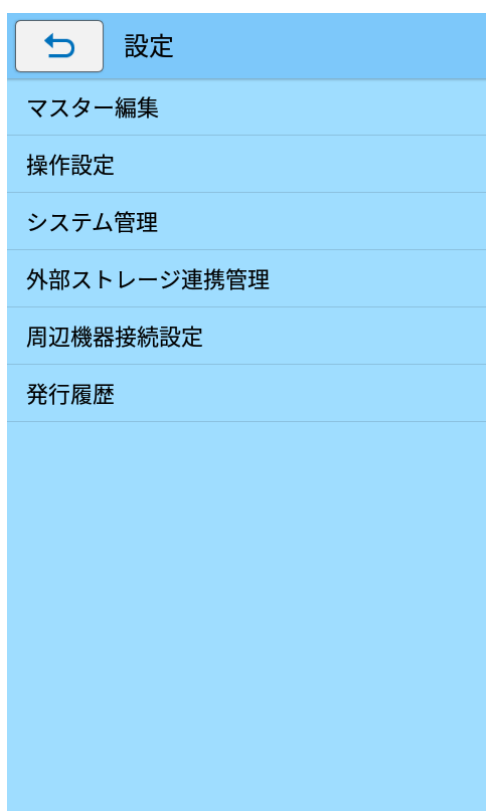 設定
マスター編集
操作設定
システム管理
外部ストレージ連携管理
周辺機器接続設定
発行履歴